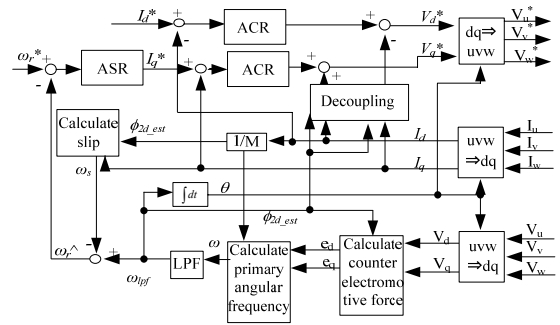 I_d*
ACR
V_d*
V_u*
V_v*
V_w*
dq⇒
uvw
ω_r*
ASR
I_q*
ACR
V_q*
Decoupling
Calculate
slip
ϕ_2d_est
1/M
I_d
I_q
uvw
⇒dq
I_u
I_v
I_w
ω_s
∫dt
θ
ϕ_2d_est
ω_r^
ω_lpf
LPF
ω
Calculate
primary
angular
frequency
e_d
e_q
Calculate
counter
electromo
tive force
V_d
V_q
uvw
⇒dq
V_u
V_v
V_w